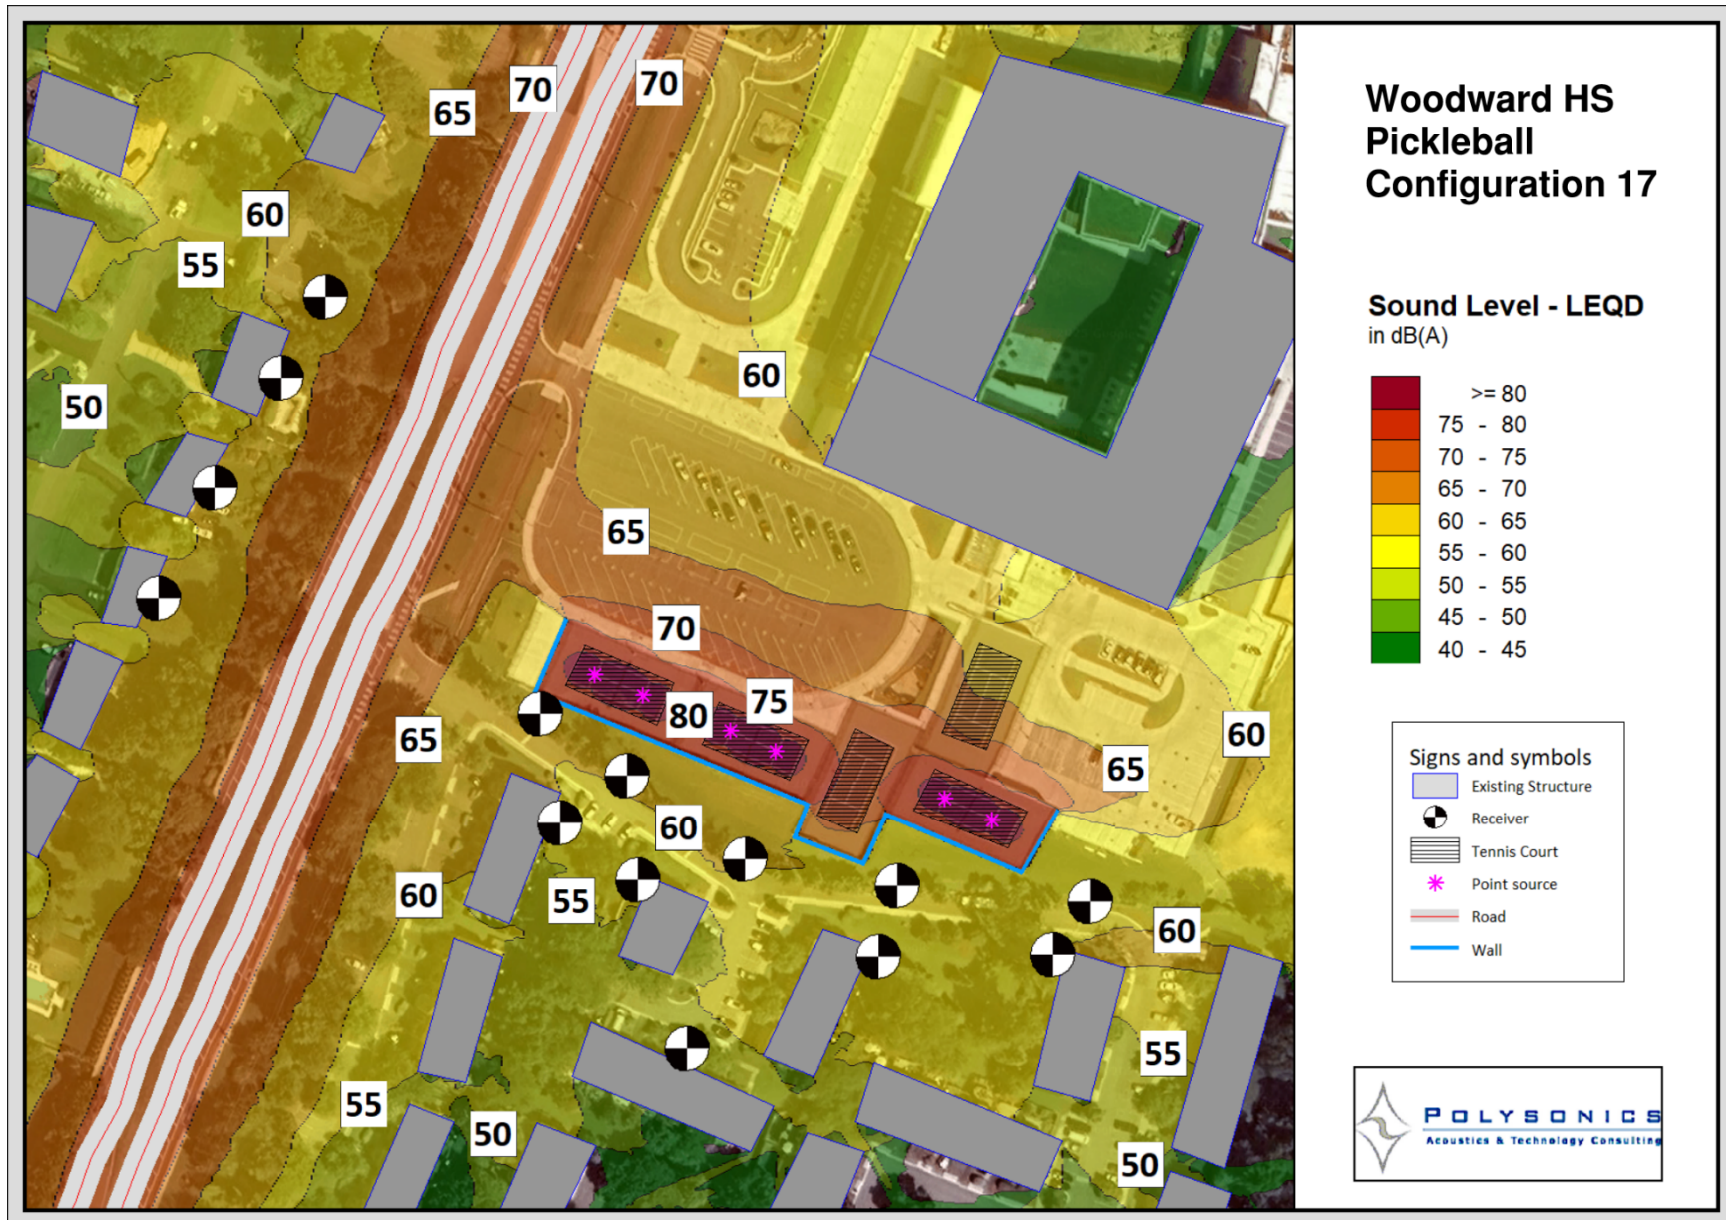 Woodward HS
Pickleball
Configuration 17
Sound Level - LEQD
in dB(A)
>= 80
75 - 80
70 - 75
65 - 70
60 - 65
55 - 60
50 - 55
45 - 50
40 - 45
Signs and symbols
Existing Structure
Receiver
Tennis Court
Point source
Road
Wall
POLYSONICS
Acoustics & Technology Consulting
70
70
65
60
55
50
60
65
70
75
80
65
60
65
60
60
55
60
55
55
50
50